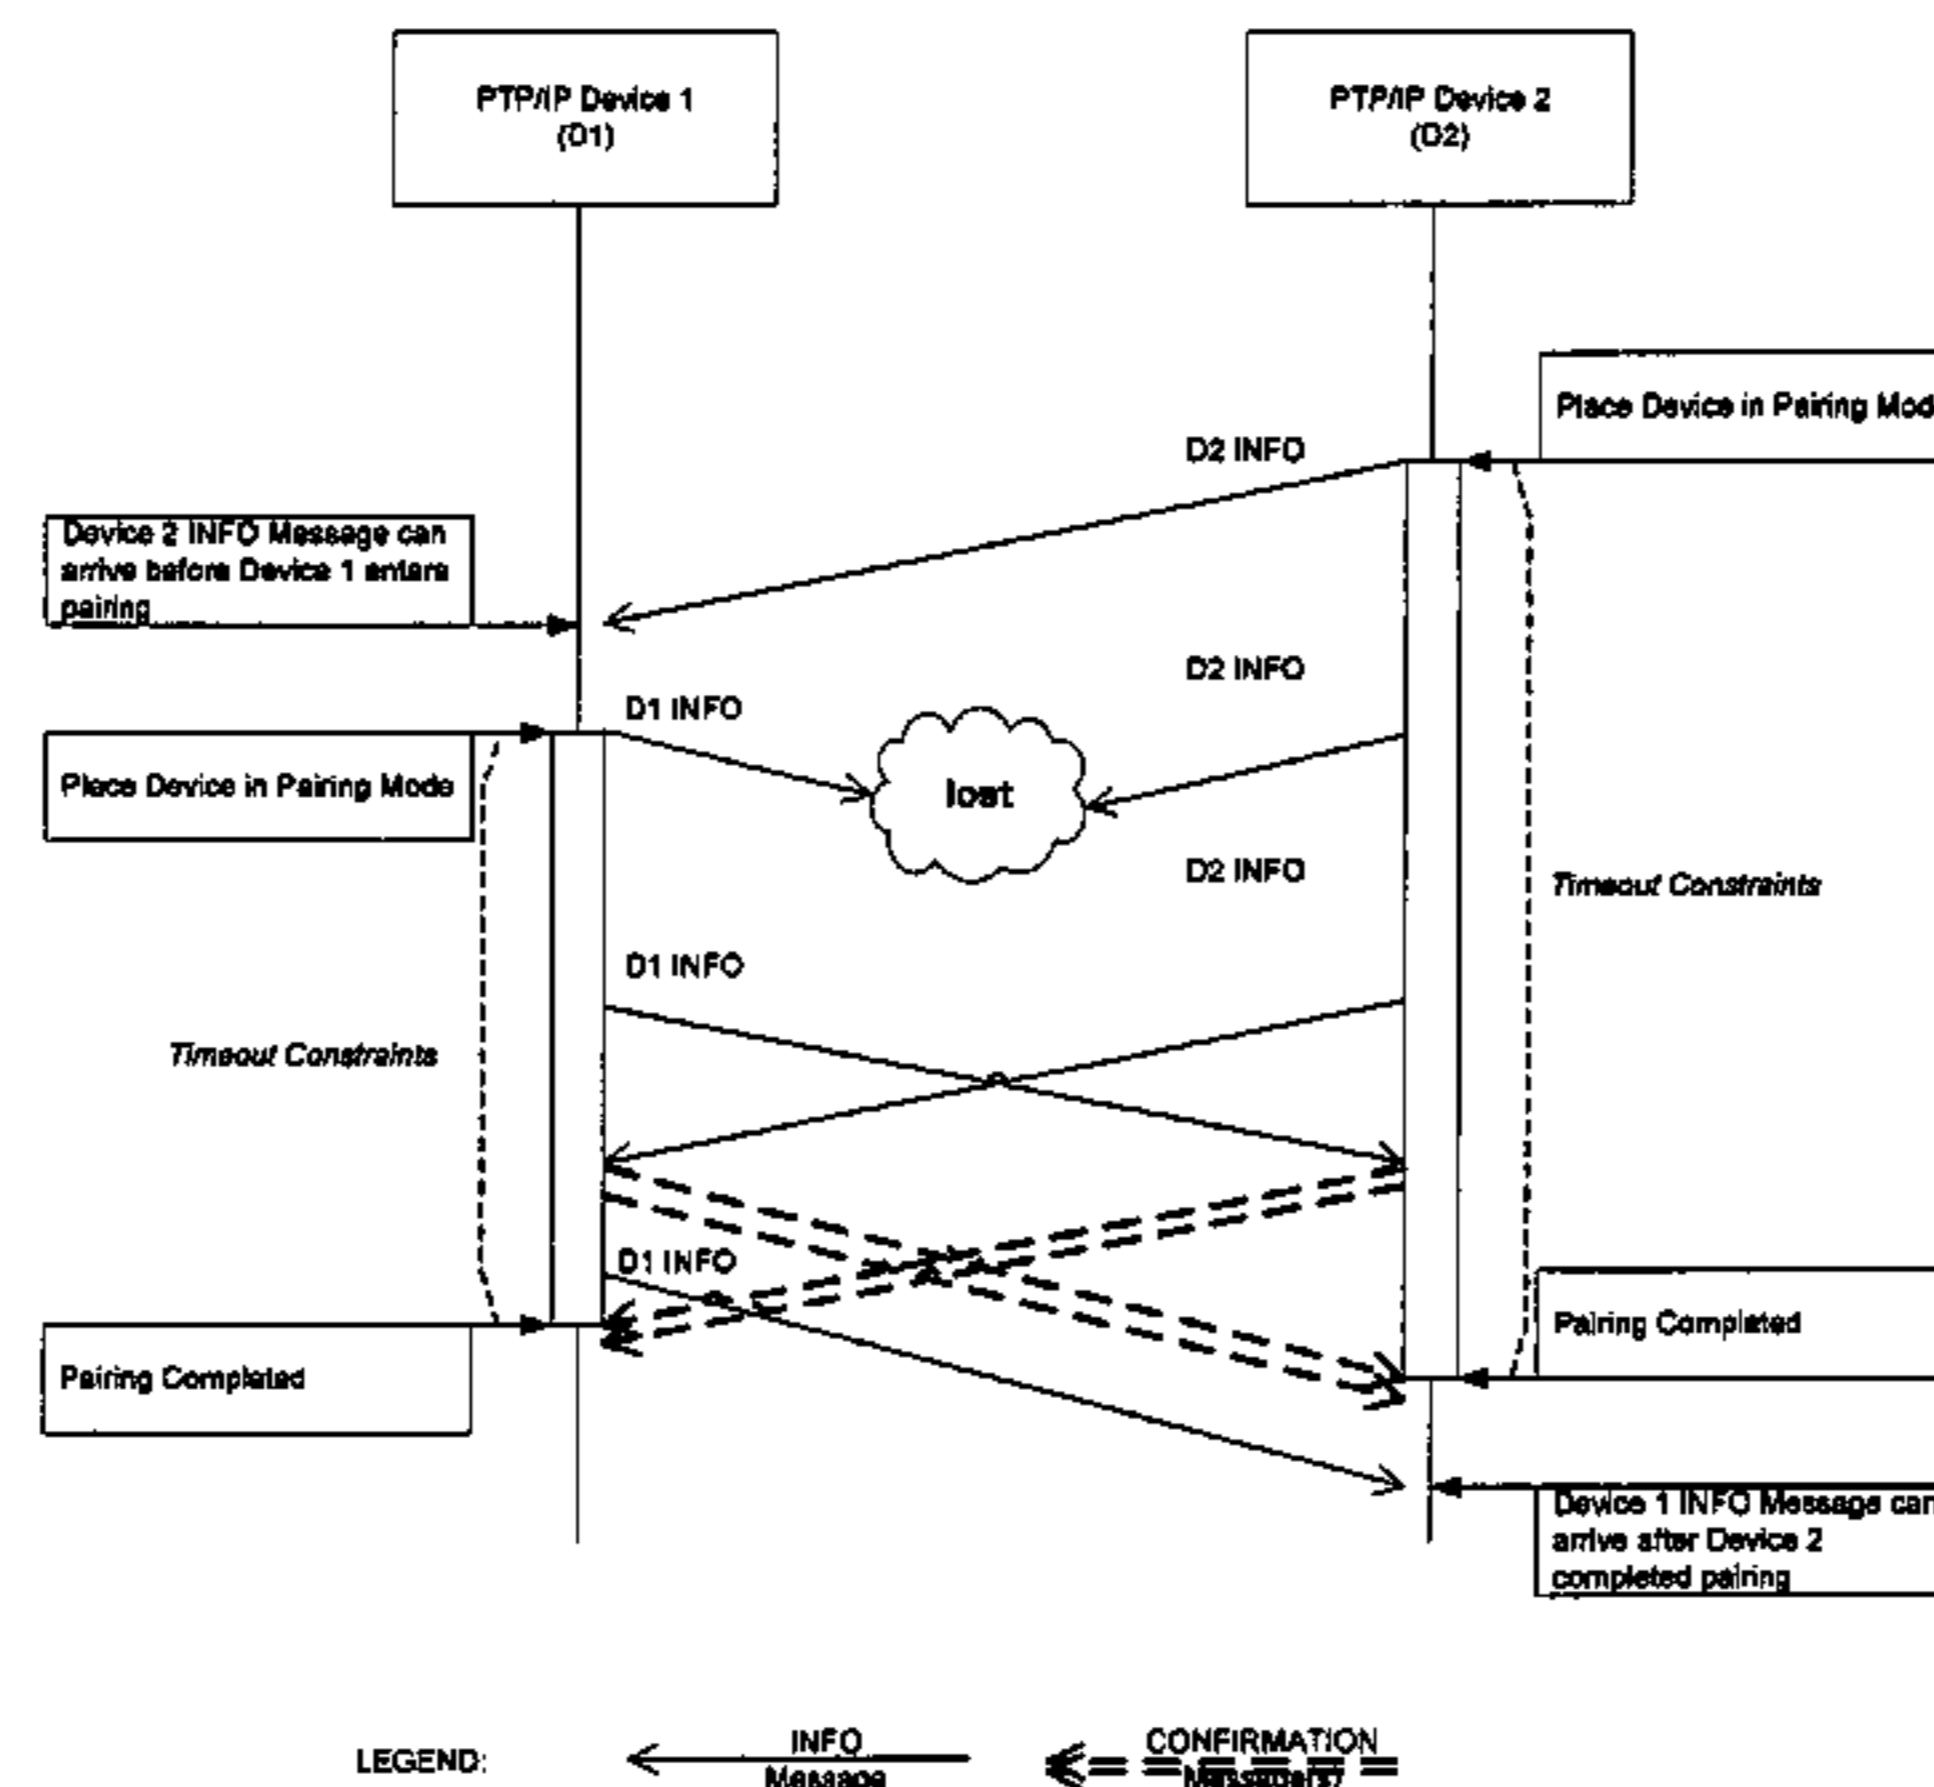 PTP/IP Device 1
(D1)
PTP/IP Device 2
(D2)
Place Device in Pairing Mod
D2 INFO
Device 2 INFO Message can
arrive before Device 1 enters
pairing
D2 INFO
D1 INFO
Place Device in Pairing Mode
lost
D2 INFO
Timeout Constraints
D1 INFO
Timeout Constraints
D1 INFO
Pairing Completed
Pairing Completed
Device 1 INFO Message can
arrive after Device 2
completed pairing
LEGEND:
INFO
Message
CONFIRMATION
Message(s)